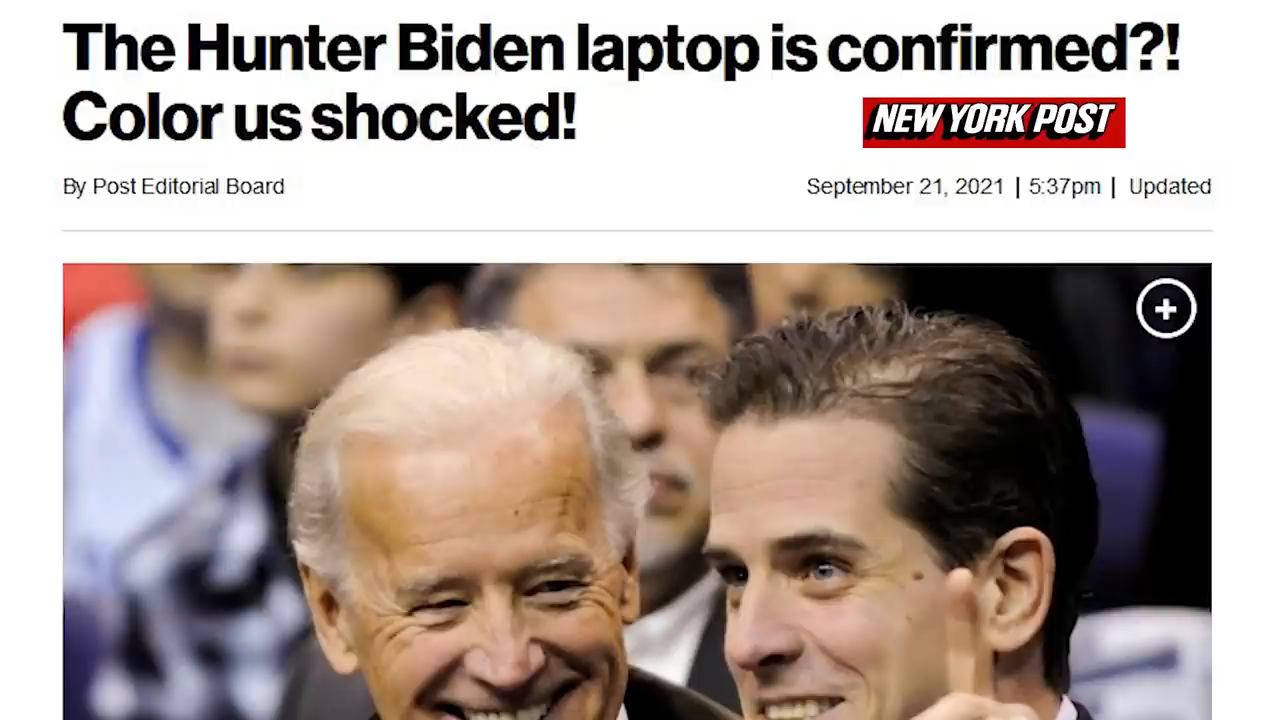 The Hunter Biden laptop is confirmed?!
Color us shocked!
NEW YORK POST
By Post Editorial Board
September 21, 2021 | 5:37pm | Updated